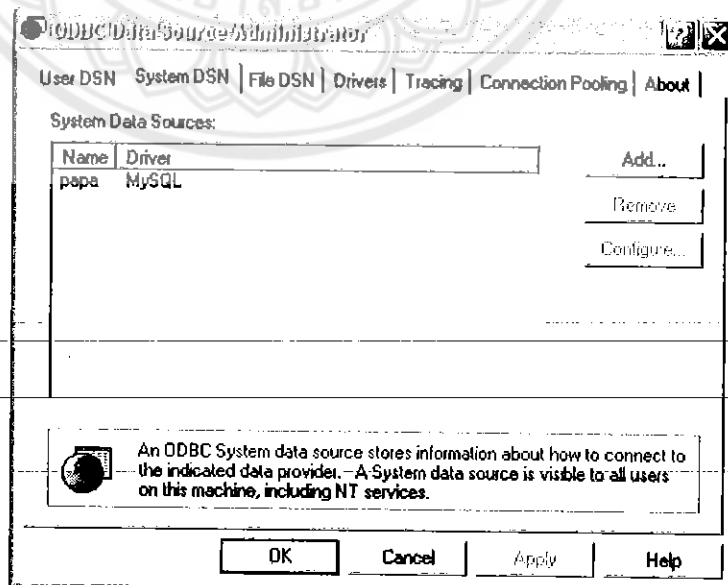 ODBC Data Source Administrator
User DSN System DSN File DSN Drivers Tracing Connection Pooling About
System Data Sources:
Name Driver
papa MySQL
Add...
Remove
Configure...
An ODBC System data source stores information about how to connect to
the indicated data provider. A System data source is visible to all users
on this machine, including NT services.
OK Cancel Apply Help